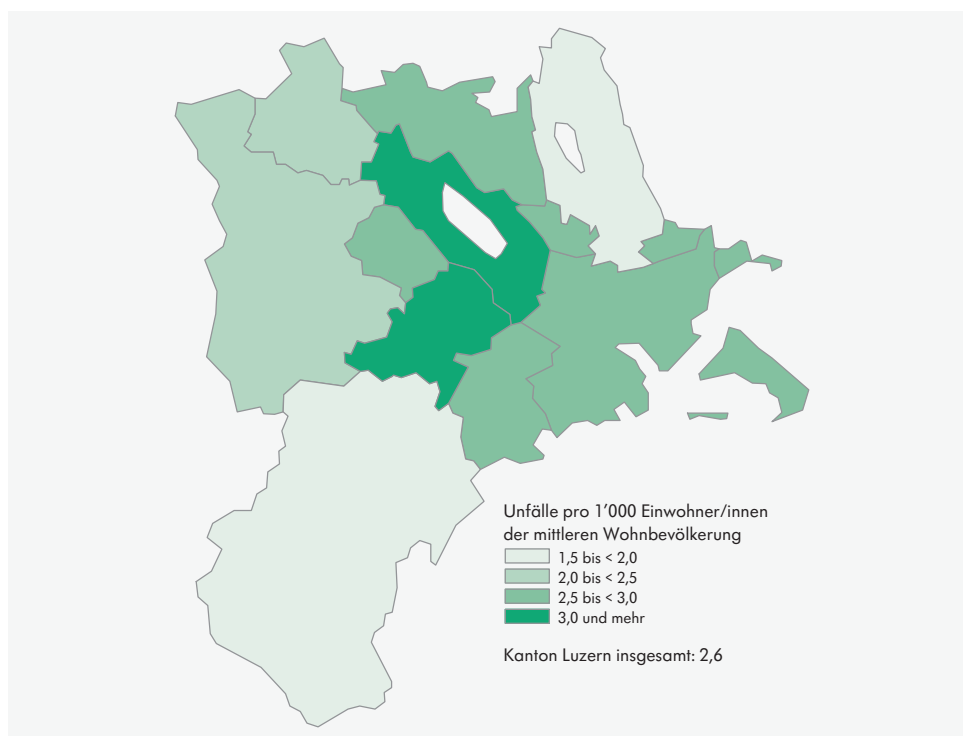 Unfälle pro 1’000 Einwohner/innen
der mittleren Wohnbevölkerung
1,5 bis < 2,0
2,0 bis < 2,5
2,5 bis < 3,0
3,0 und mehr
Kanton Luzern insgesamt: 2,6